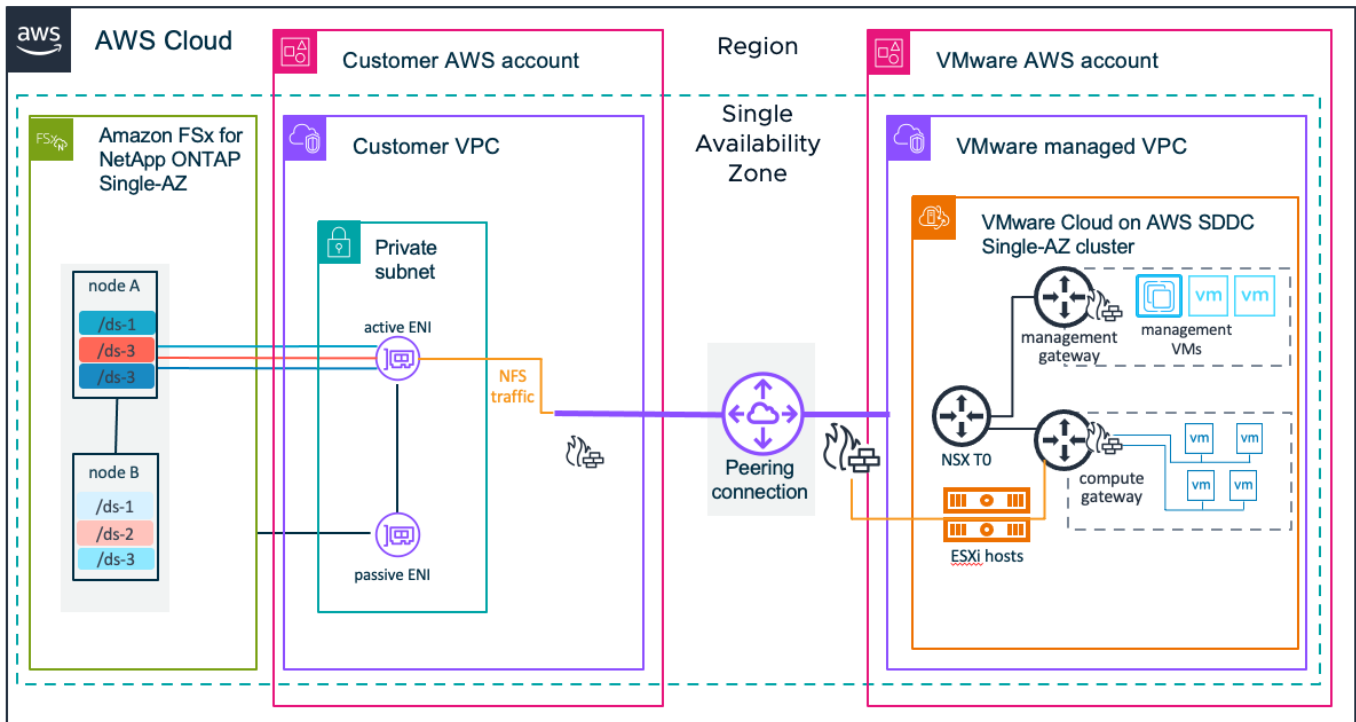 aws
AWS Cloud
Customer AWS account
Region
VMware AWS account
Single
Availability
Zone
FSx
N
Amazon FSx for
NetApp ONTAP
Single-AZ
Customer VPC
VMware managed VPC
Private
subnet
VMware Cloud on AWS SDDC
Single-AZ cluster
node A
/ds-1
/ds-3
/ds-3
active ENI
NFS
traffic
management
gateway
vm
vm
management
VMs
Peering
connection
NSX T0
compute
gateway
vm
vm
vm
vm
node B
/ds-1
/ds-2
/ds-3
passive ENI
ESXi hosts